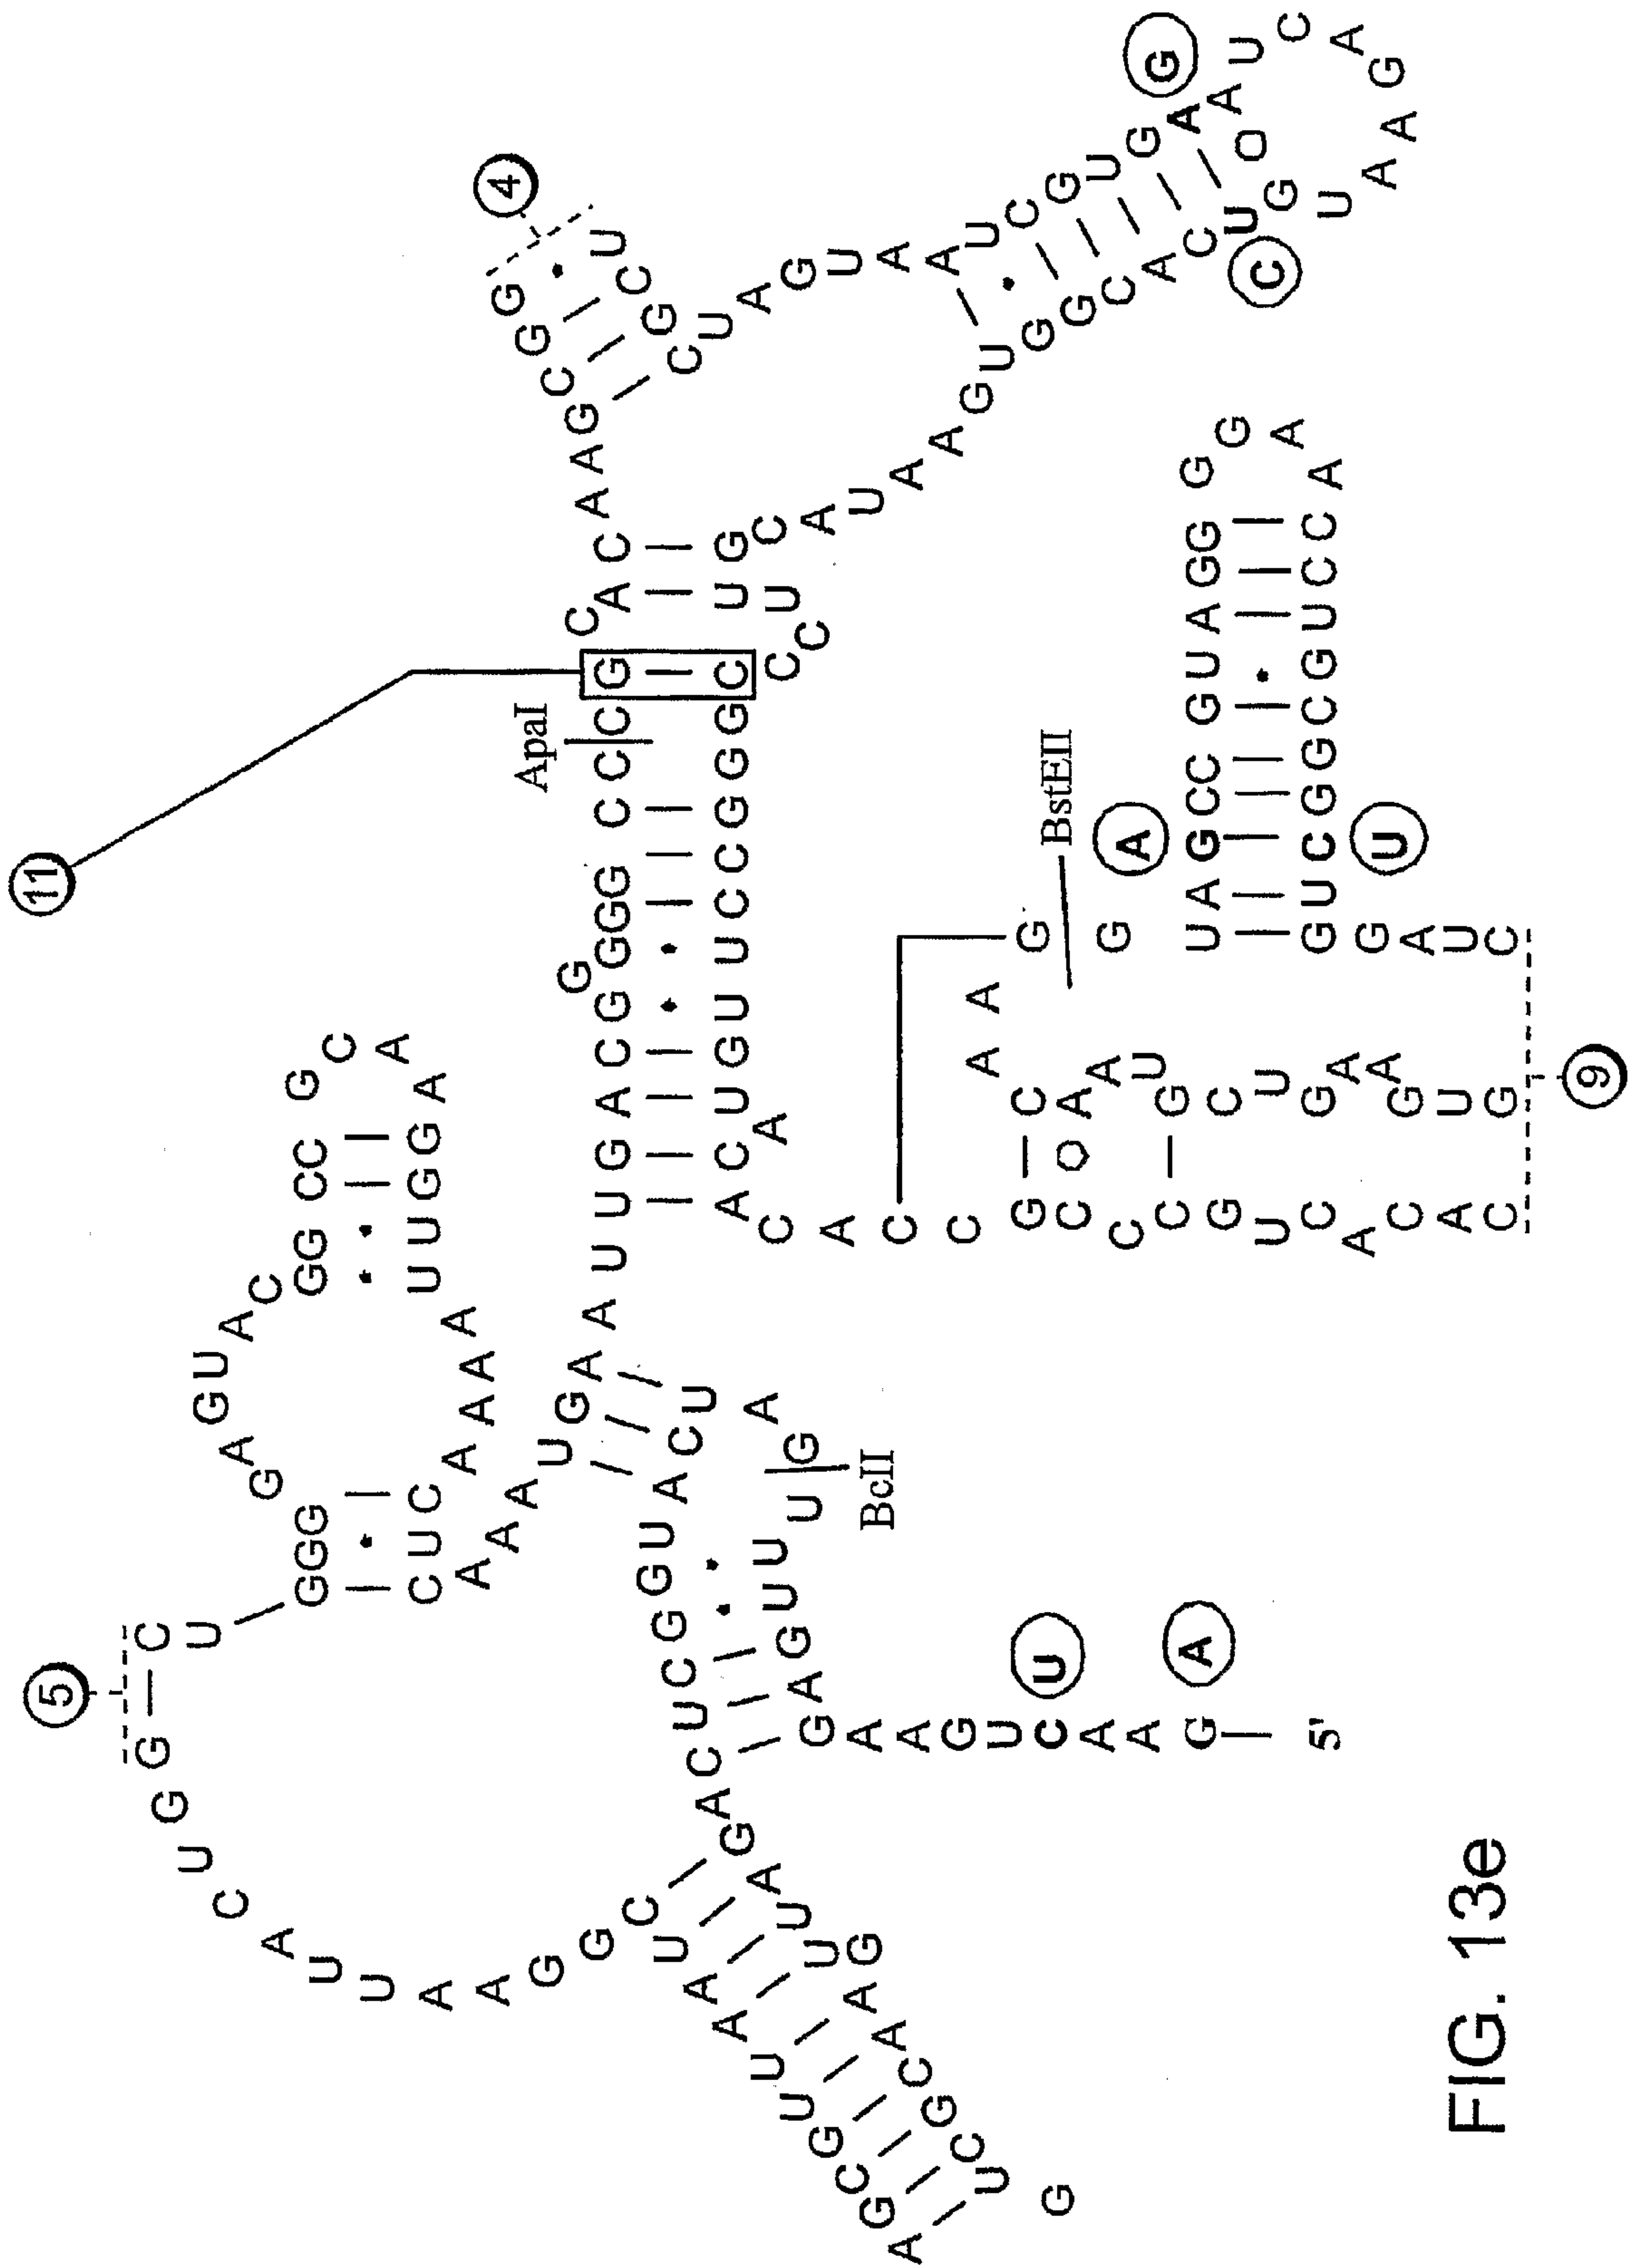 5'
G A A C U G A A G A G U U U G A U C A U G G C U C A G A U U G A A C G C U G
U
A
BclI
A G C G U U A A U C G G A A U U A C U G G
5
C U G G G G A G U A C G G C C G C A A G G U U A A A A C U C A A A U G A A U U G A C G G G G G C C C G C A C A A G C G G
ApaI
11
4
U C G C U A G U A A U C G U G A A U C A G A A U G U C A C G G U G A A U A C G U U C C C G G G C C U U G U A C A C A C C G C C C G U C A C A C
G
C
9
G U G A A G U C G U A A C A A G G U A G C C G U A G G G G A A C C U G C G G C U G G A U C
BstEII
A
U
FIG. 13e